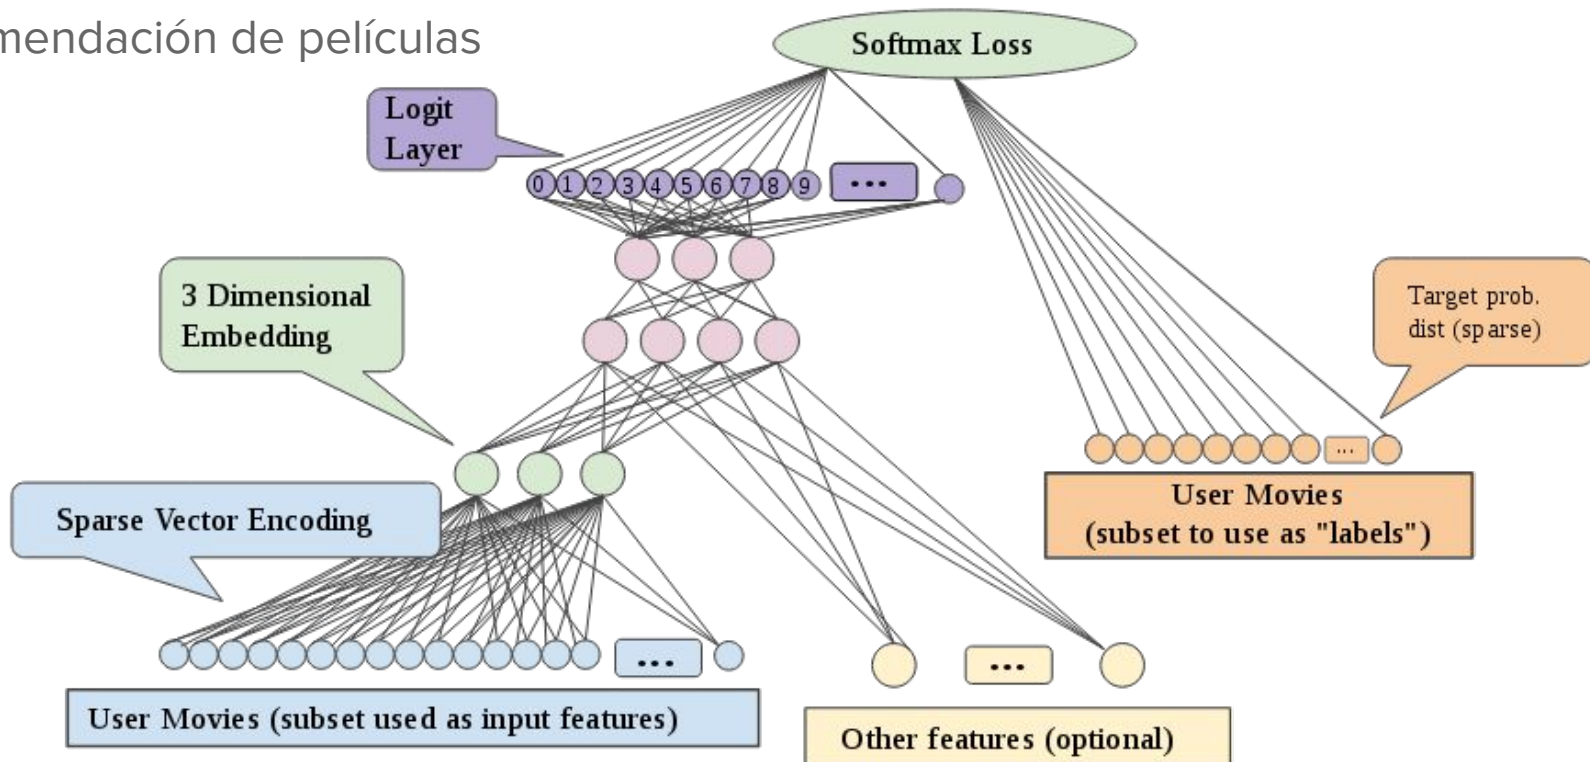 mendación de películas
Softmax Loss
Logit
Layer
0 1 2 3 4 5 6 7 8 9 ...
3 Dimensional
Embedding
Target prob.
dist (sparse)
...
User Movies
(subset to use as "labels")
Sparse Vector Encoding
...
...
User Movies (subset used as input features)
Other features (optional)